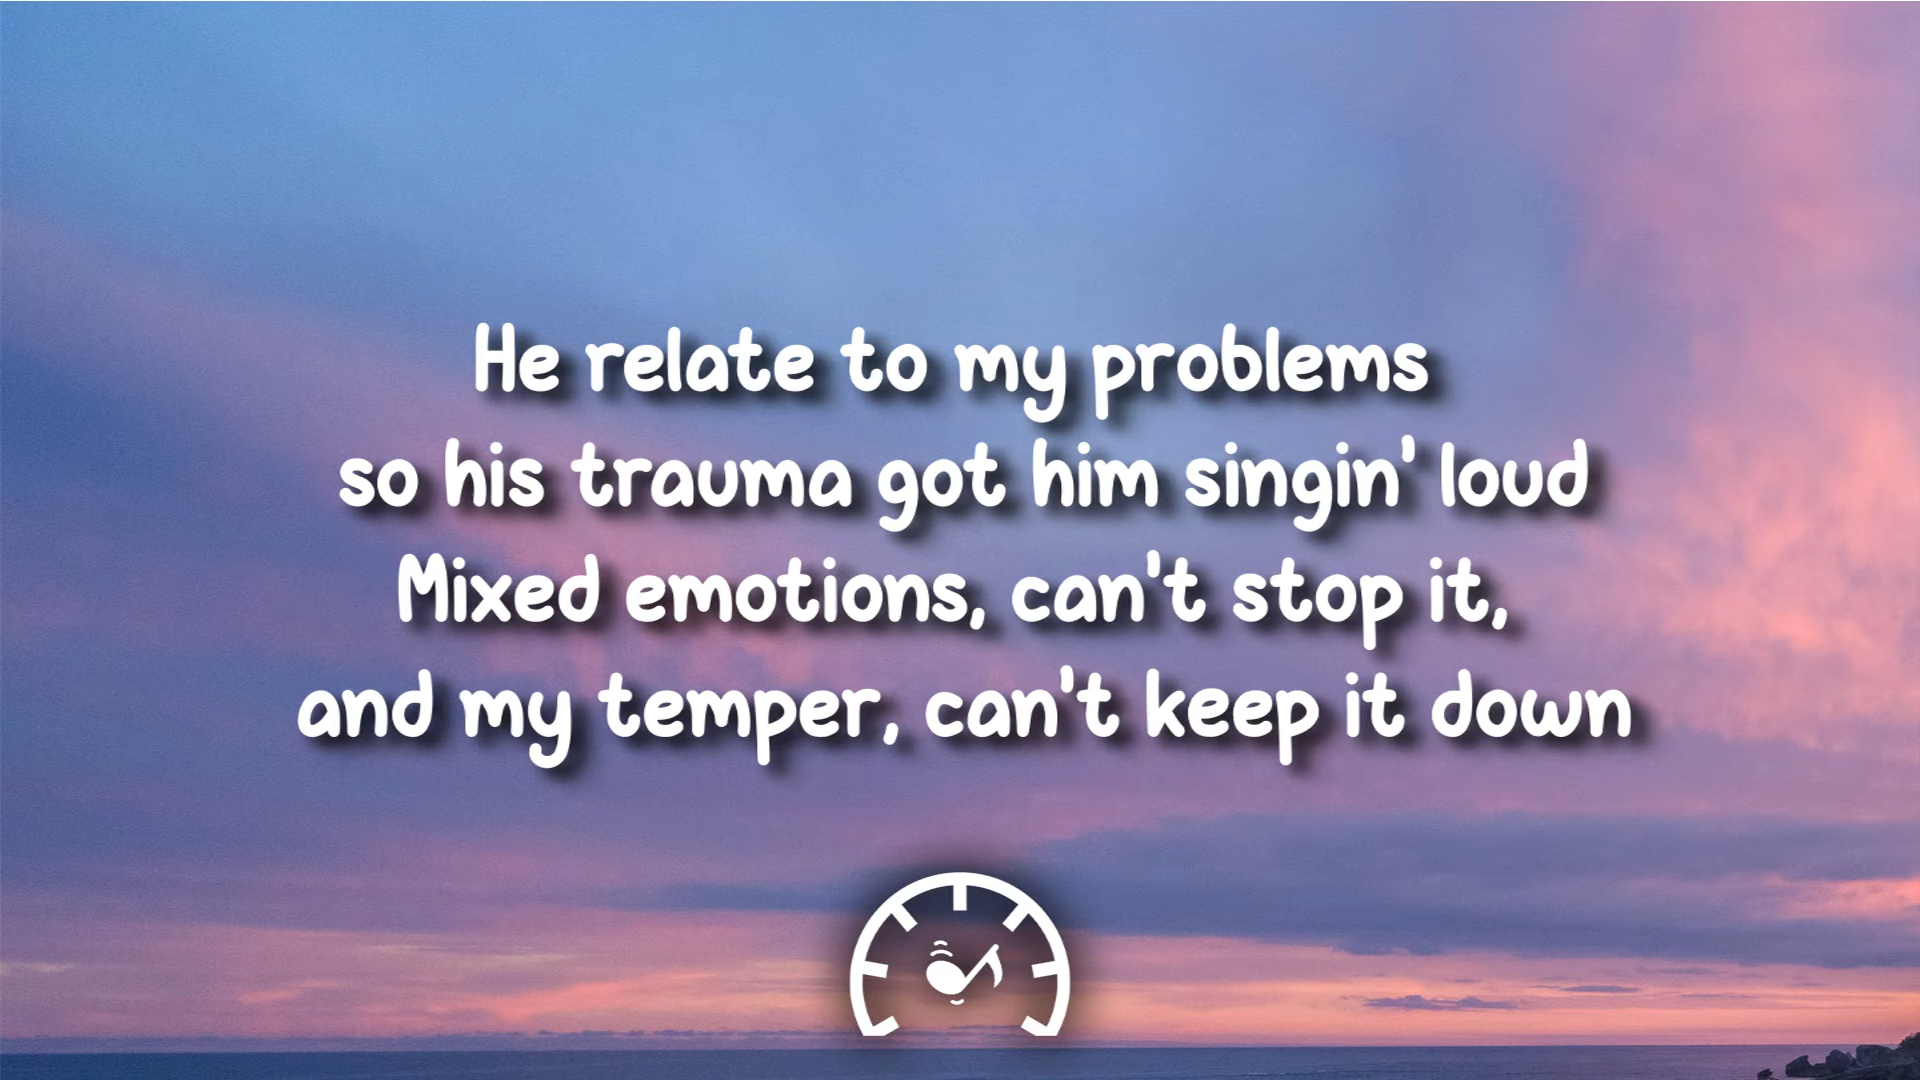 He relate to my problems
so his trauma got him singin' loud
Mixed emotions, can't stop it,
and my temper, can't keep it down